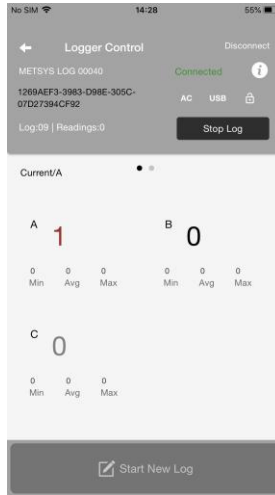 No SIM 14:28 55%
Logger Control Disconnect
METSYS LOG 00040 Connected i
1269AEF3-3983-D98E-305C-
07D27394CF92
AC USB
Log:09 | Readings:0 Stop Log
Current/A
A 1 B 0
0 0 0 0 0 0
Min Avg Max Min Avg Max
C 0
0 0 0
Min Avg Max
Start New Log